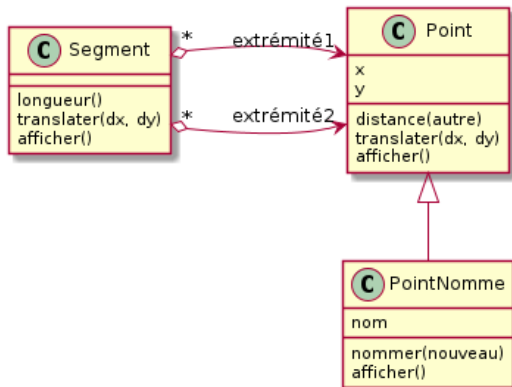 C Segment
longueur()
translater(dx, dy)
afficher()
* extrémité1
* extrémité2
C Point
x
y
distance(autre)
translater(dx, dy)
afficher()
C PointNomme
nom
nommer(nouveau)
afficher()